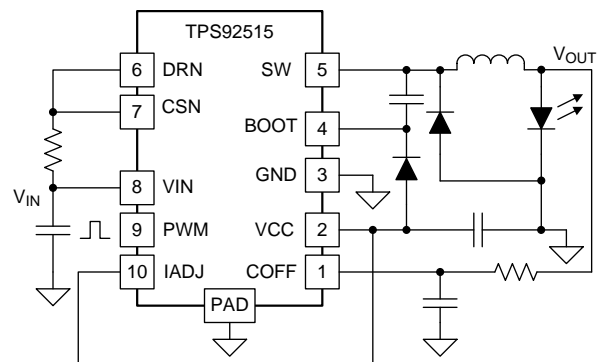 TPS92515
6 DRN SW 5
VOUT
7 CSN
BOOT 4
GND 3
VIN 8 VIN
9 PWM VCC 2
10 IADJ COFF 1
PAD